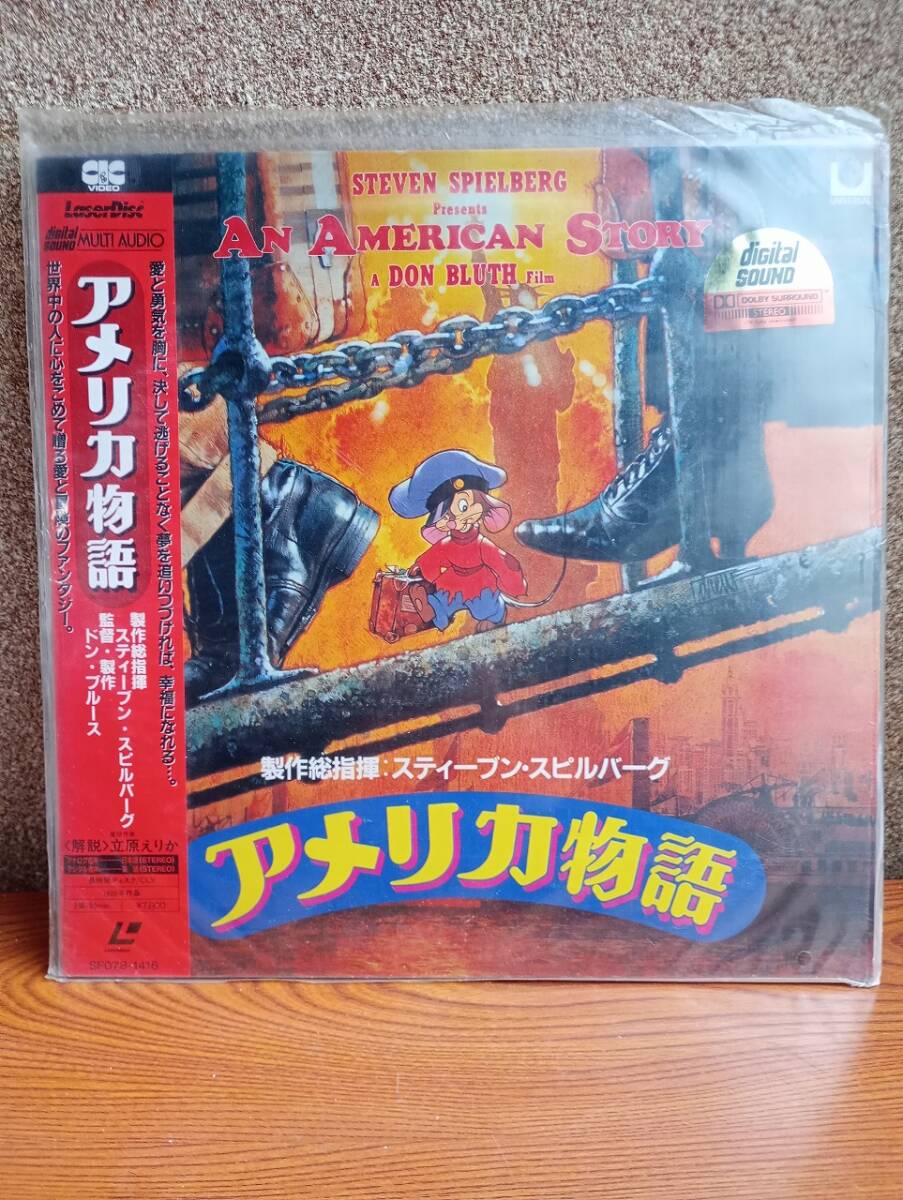 CIC
VIDEO
LaserDisc
digital SOUND MULTI AUDIO
アメリカ物語
愛と勇気を胸に、決して逃げることなく夢を追いつづければ、幸福になれる…。
世界中の人に心をこめて贈る愛と のファンタジー。
製作総指揮
スティーブン・スピルバーグ
監督・製作
ドン・ブルース
〈解説〉立原えりか
SF078-1416
STEVEN SPIELBERG
Presents
AN AMERICAN STORY
A DON BLUTH Film
UNIVERSAL
digital
SOUND
DOLBY SURROUND
STEREO
製作総指揮:スティーブン・スピルバーグ
アメリカ物語